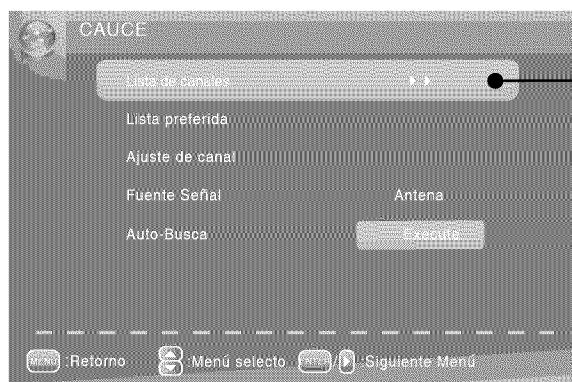 CAUCE
Lista de canales
Lista preferida
Ajuste de canal
Fuente Señal Antena
Auto-Busca Execute
MENU :Retorno :Menú selecto ENTER/ :Siguiente Menú